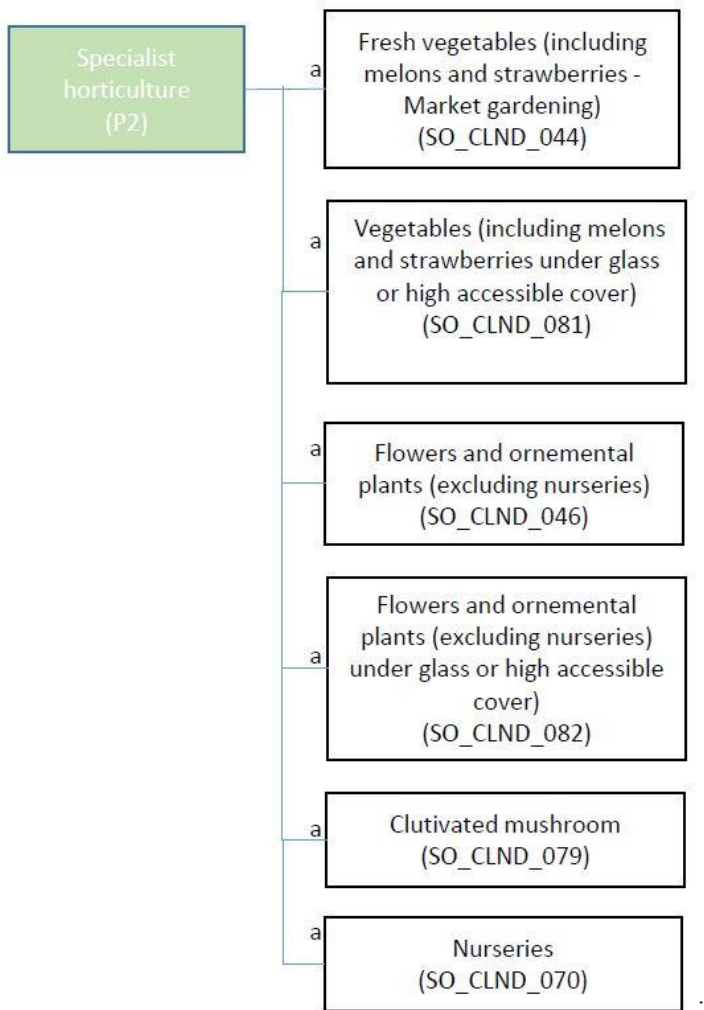 Specialist
horticulture
(P2)
a
Fresh vegetables (including
melons and strawberries -
Market gardening)
(SO_CLND_044)
a
Vegetables (including melons
and strawberries under glass
or high accessible cover)
(SO_CLND_081)
a
Flowers and ornemental
plants (excluding nurseries)
(SO_CLND_046)
a
Flowers and ornemental
plants (excluding nurseries)
under glass or high accessible
cover)
(SO_CLND_082)
a
Clutivated mushroom
(SO_CLND_079)
a
Nurseries
(SO_CLND_070)
.